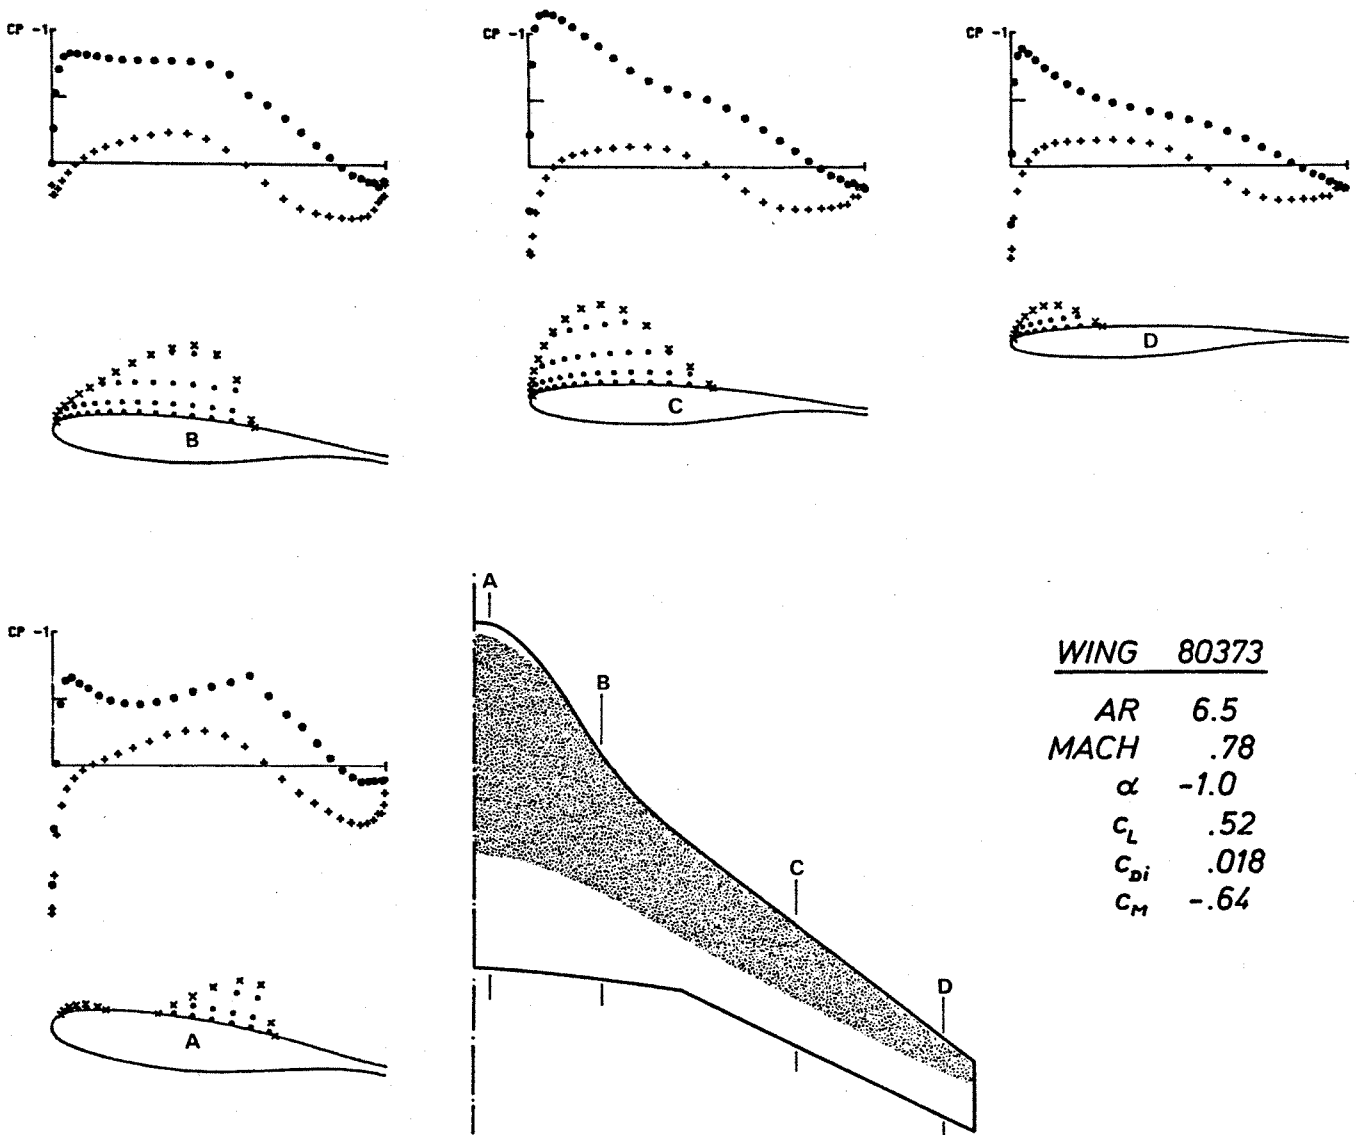 CP -1
CP -1
CP -1
B
C
D
CP -1
A
A
B
C
D
WING 80373
AR 6.5
MACH .78
α -1.0
CL .52
CDi .018
CM -.64